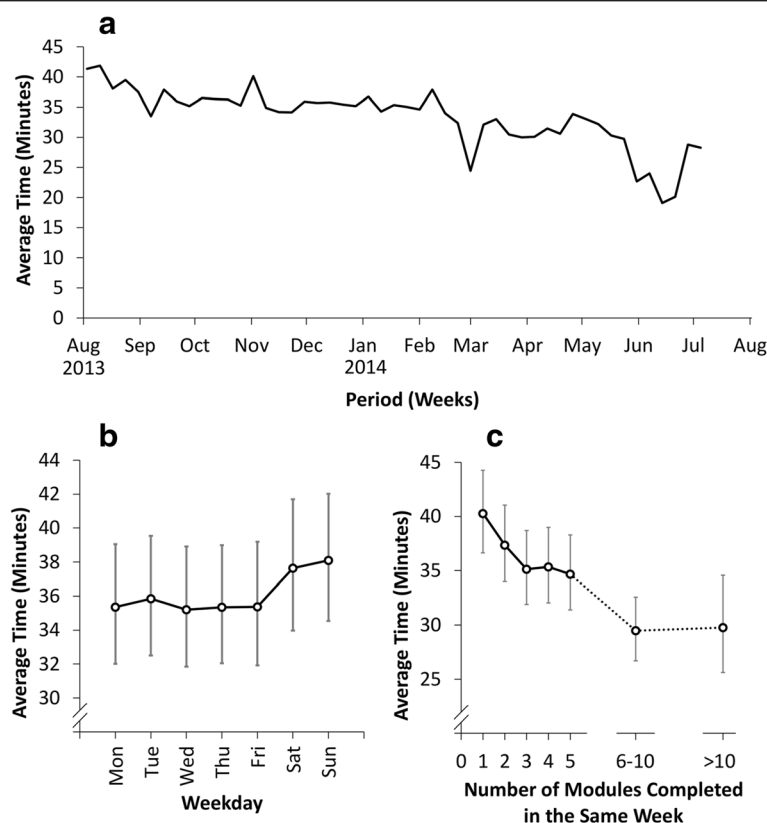 a
45
40
35
30
25
20
15
10
5
0
Average Time (Minutes)
Aug Sep Oct Nov Dec Jan Feb Mar Apr May Jun Jul Aug
2013 2014
Period (Weeks)
b
44
42
40
38
36
34
32
30
Average Time (Minutes)
Mon Tue Wed Thu Fri Sat Sun
Weekday
c
45
40
35
30
25
Average Time (Minutes)
0 1 2 3 4 5 6-10 >10
Number of Modules Completed
in the Same Week